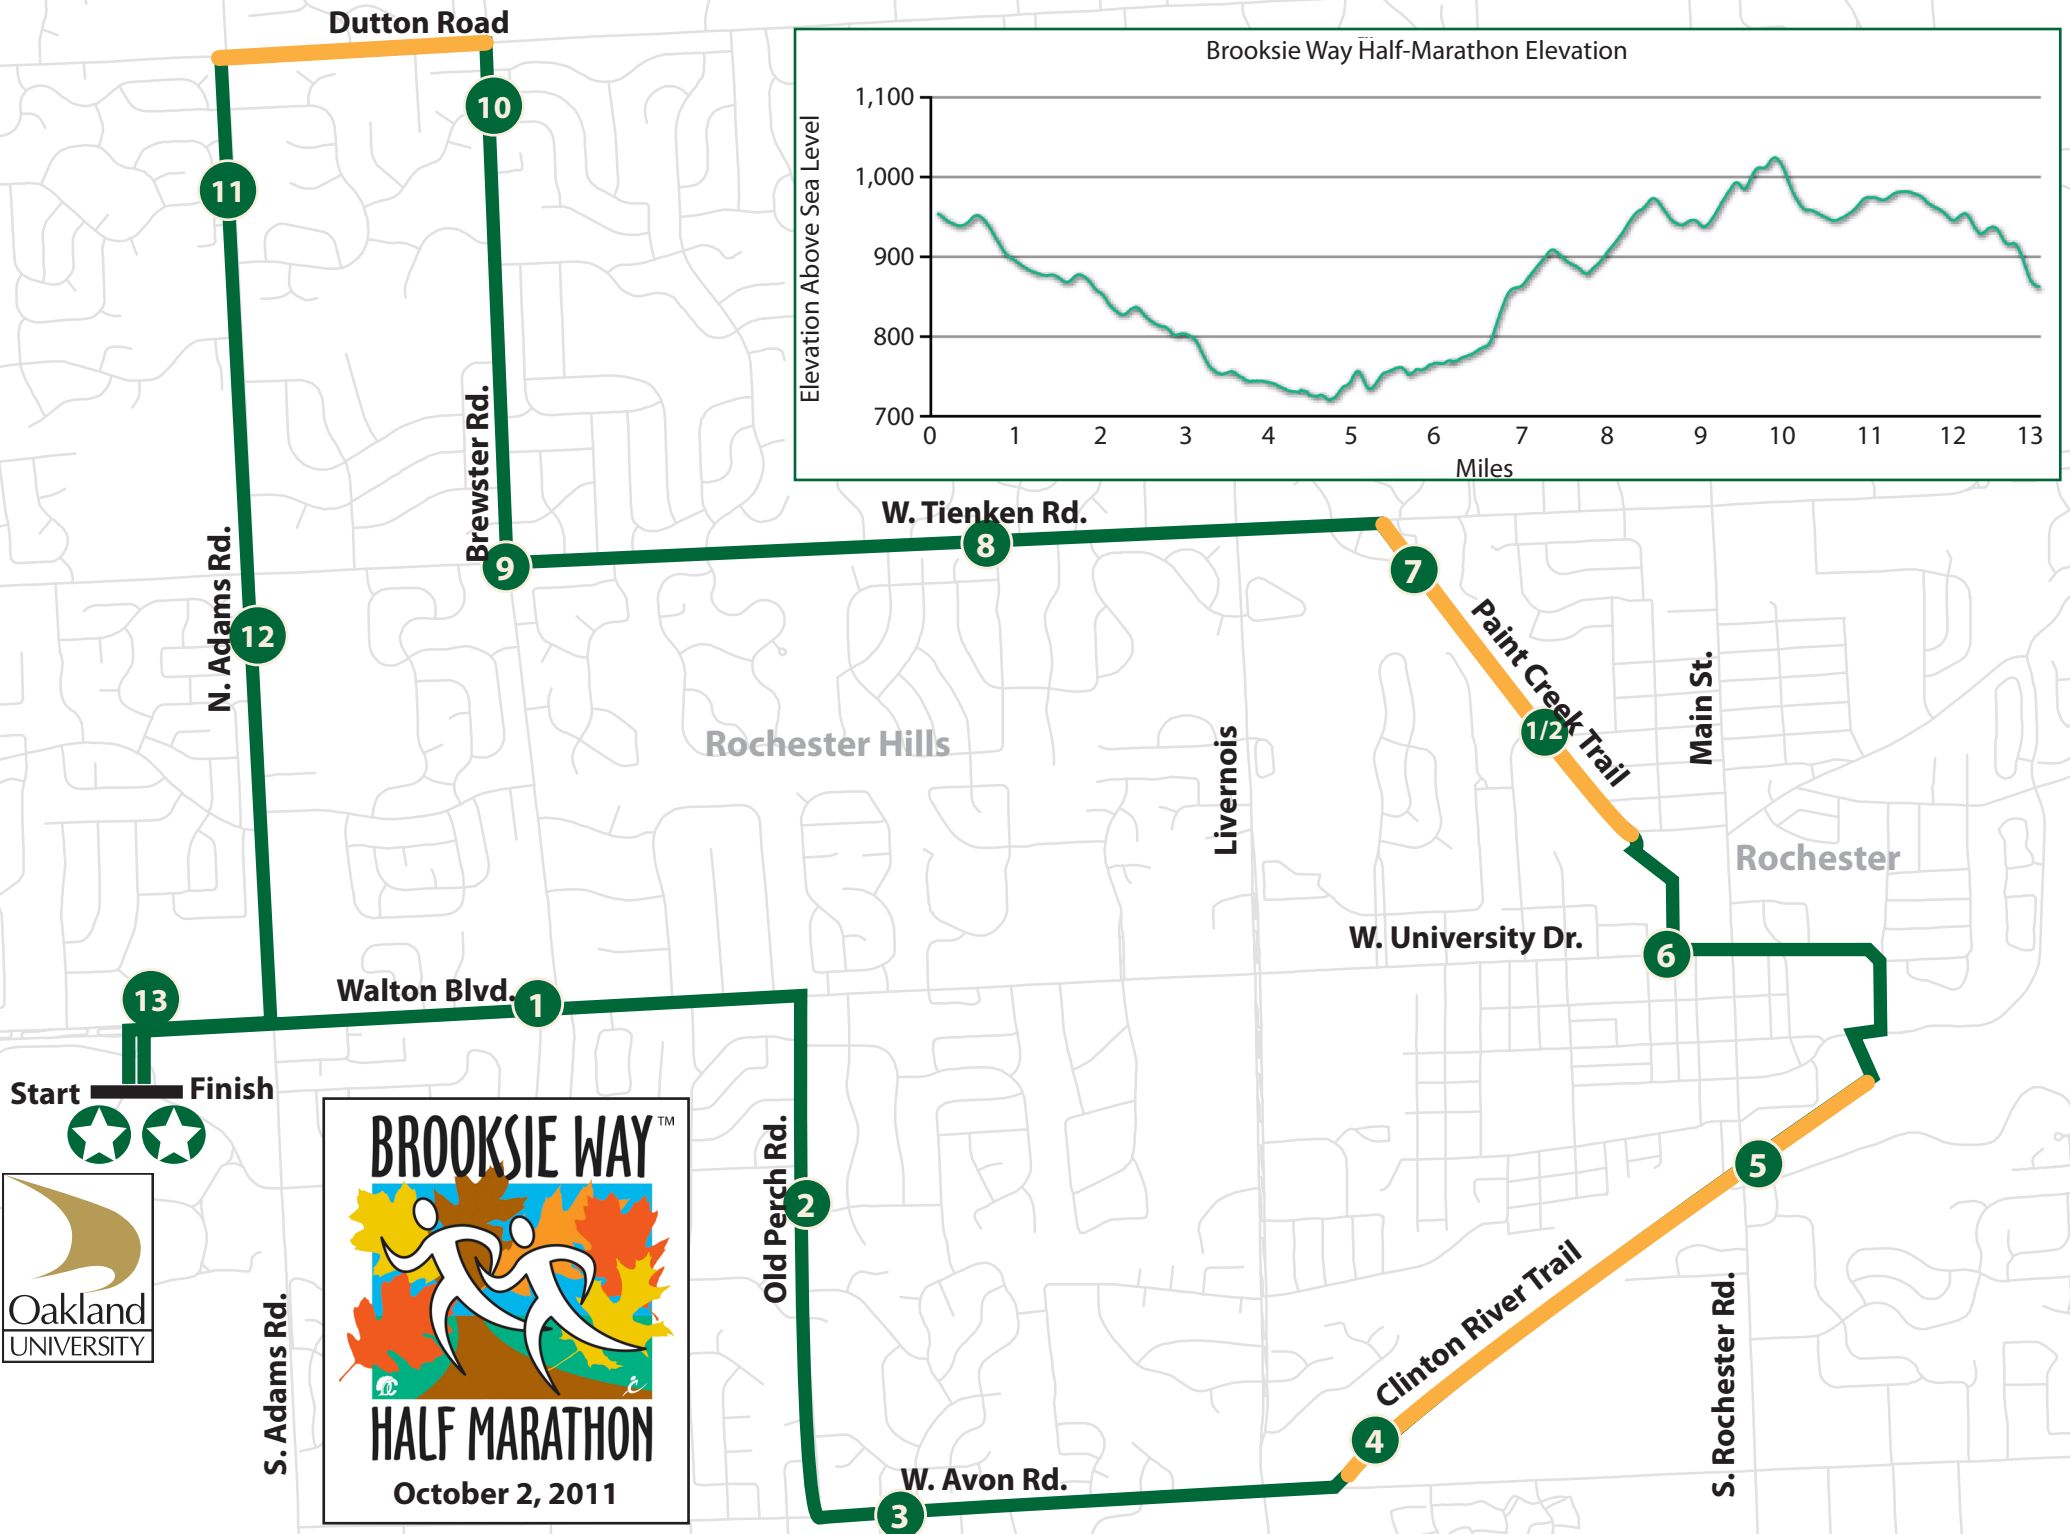 Dutton Road
Brooksie Way Half-Marathon Elevation
Elevation Above Sea Level
1,100
1,000
900
800
700
0 1 2 3 4 5 6 7 8 9 10 11 12 13
Miles
10
11
Brewster Rd.
N. Adams Rd.
W. Tienken Rd.
8
9
7
12
Paint Creek Trail
1/2
Main St.
Rochester Hills
Livernois
Rochester
W. University Dr.
6
13
Walton Blvd.
1
Start
Finish
BROOKSIE WAY™
HALF MARATHON
October 2, 2011
Oakland
UNIVERSITY
S. Adams Rd.
Old Perch Rd.
2
5
Clinton River Trail
S. Rochester Rd.
4
W. Avon Rd.
3